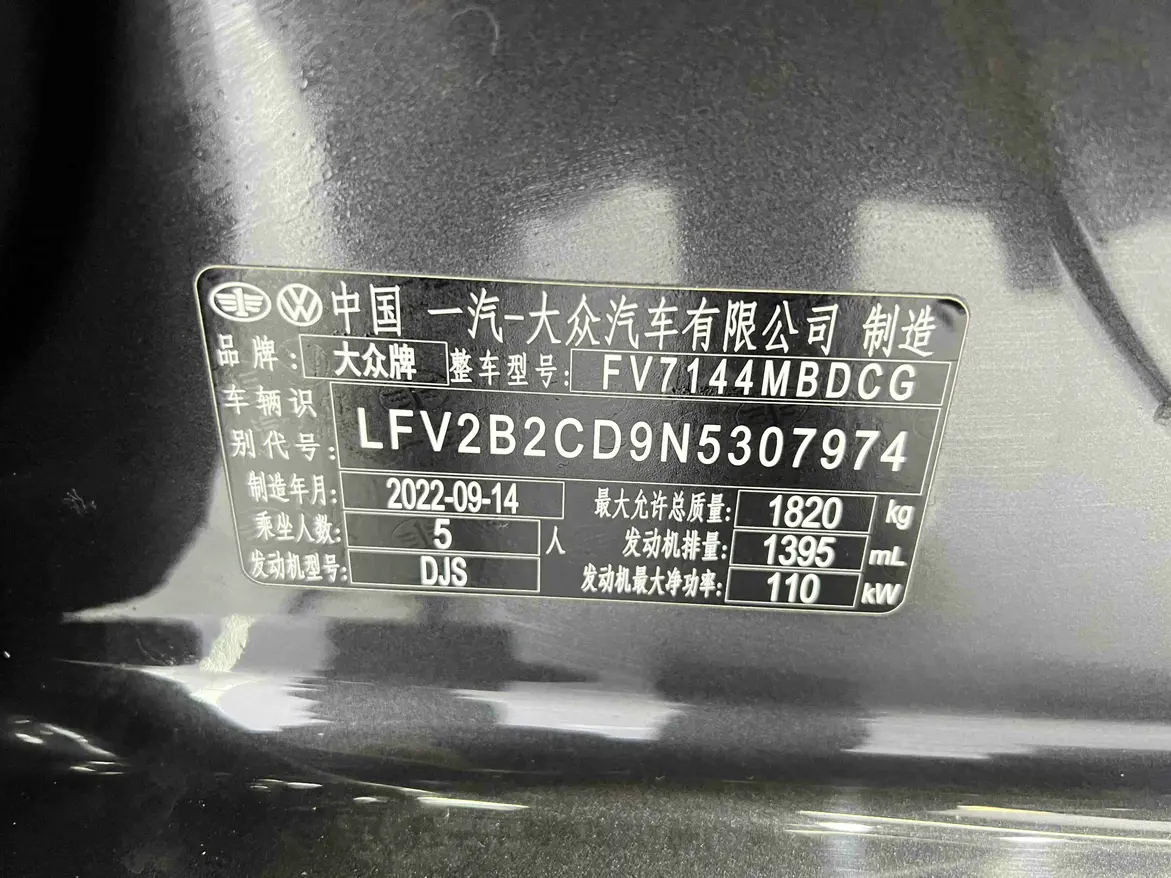 中国 一汽-大众汽车有限公司 制造
品牌: 大众牌 整车型号: FV7144MBDCG
车辆识别代号: LFV2B2CD9N5307974
制造年月: 2022-09-14 最大允许总质量: 1820 kg
乘坐人数: 5 人 发动机排量: 1395 mL
发动机型号: DJS 发动机最大净功率: 110 kW